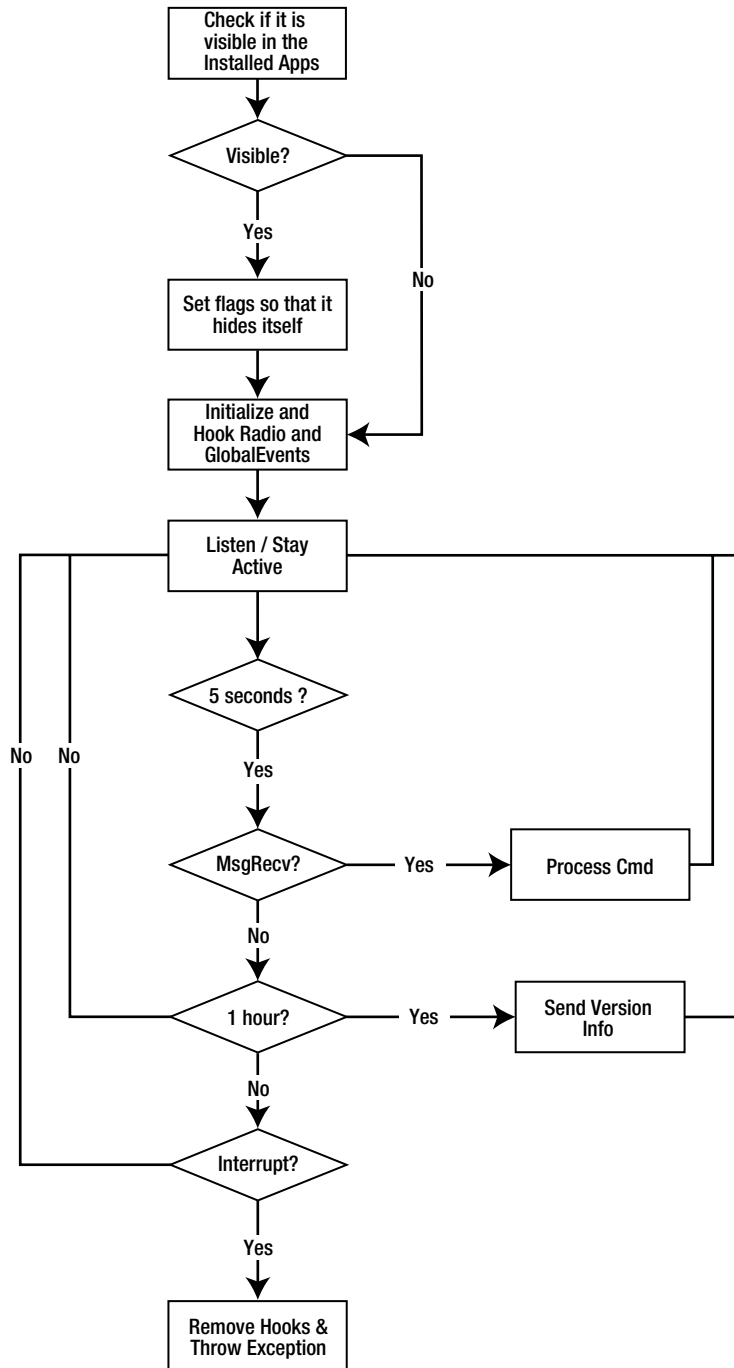 Check if it is
visible in the
Installed Apps
Visible?
Yes
No
Set flags so that it
hides itself
Initialize and
Hook Radio and
GlobalEvents
Listen / Stay
Active
5 seconds ?
No
No
Yes
MsgRecv?
Yes
Process Cmd
No
1 hour?
Yes
Send Version
Info
No
Interrupt?
Yes
Remove Hooks &
Throw Exception